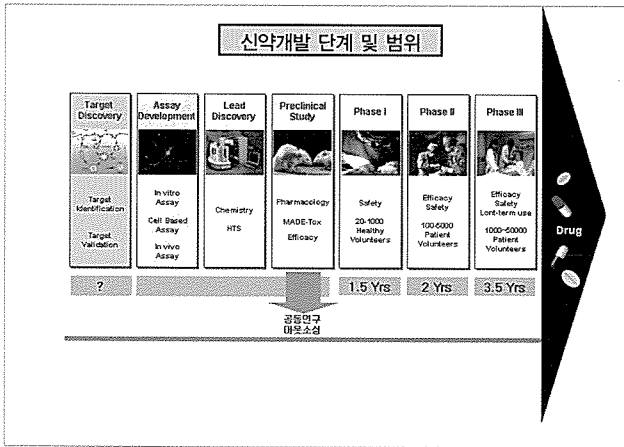 신약개발 단계 및 범위
Target
Discovery
Target
Identification
Target
Validation
Assay
Development
In vitro
Assay
Cell Based
Assay
In vivo
Assay
Lead
Discovery
Chemistry
HTS
Preclinical
Study
Pharmacology
MADE-Tox
Efficacy
Phase I
Safety
20-1000
Healthy
Volunteers
Phase II
Efficacy
Safety
100-5000
Patient
Volunteers
Phase III
Efficacy
Safety
Lont-term use
1000~50000
Patient
Volunteers
Drug
?
1.5 Yrs
2 Yrs
3.5 Yrs
공동연구
아웃소싱